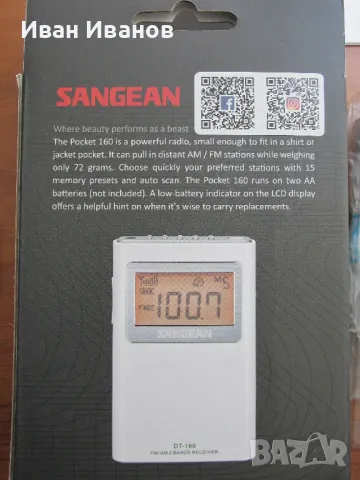 Иван Иванов
SANGEAN
Where beauty performs as a beast
The Pocket 160 is a powerful radio, small enough to fit in a shirt or
jacket pocket. It can pull in distant AM / FM stations while weighing
only 72 grams. Choose quickly your preferred stations with 15
memory presets and auto scan. The Pocket 160 runs on two AA
batteries (not included). A low-battery indicator on the LCD display
offers a helpful hint on when it's wise to carry replacements.
M5
FM
100.7
SANGEAN
DT-160
FM/AM 2 BANDS RECEIVER
BAZAR
bg